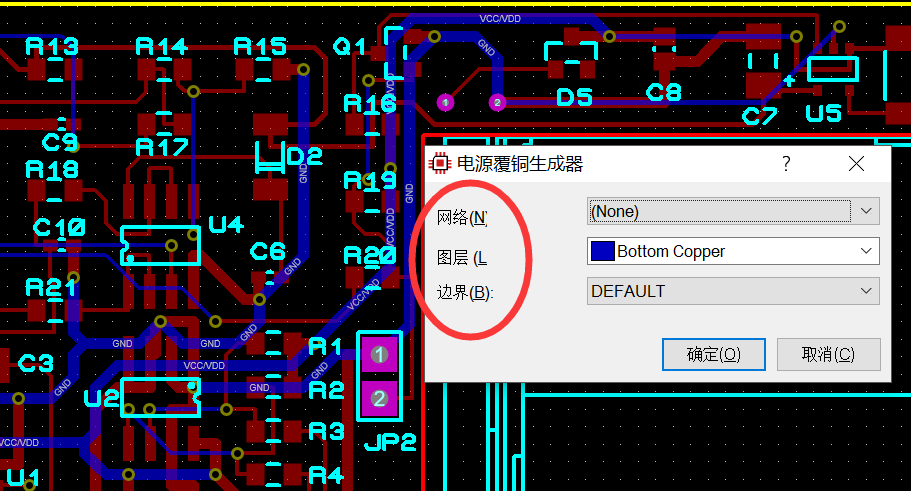 VCC/VDD
R13 R14 R15 Q1
GND
R16 1 2 D5 C8 C7 U5
C9 R17 D2
R18 R19
GND GND VCC/VDD
电源覆铜生成器 ?
网络(N) (None)
图层 (L Bottom Copper
边界(B): DEFAULT
确定(O) 取消(C)
C10 U4 C6 R20
GND
R21 VCC/VDD
GND GND GND
R1 1
C3 VCC/VDD GND
GND GND R2 2
U2
R3 JP2
VCC/VDD
U1 R4